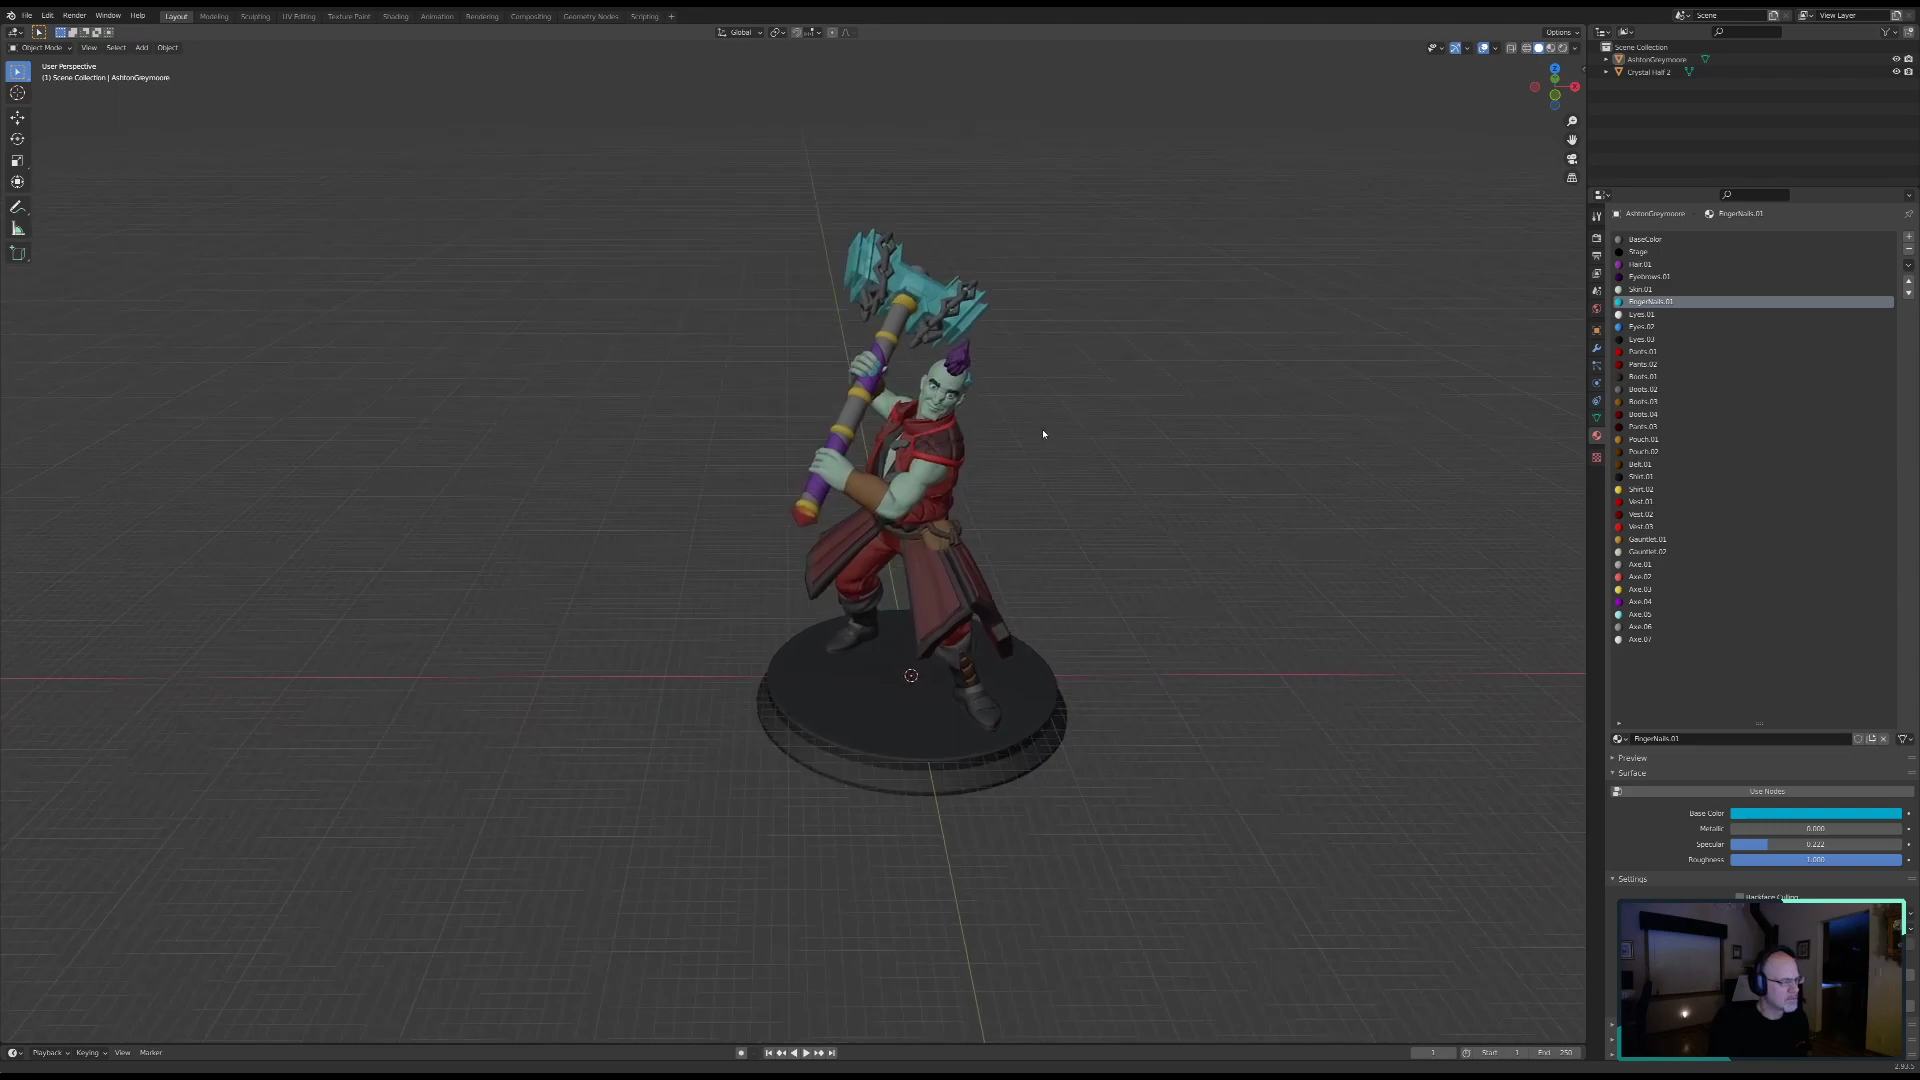 File Edit Render Window Help Layout Modeling Sculpting UV Editing Texture Paint Shading Animation Rendering Compositing Geometry Nodes Scripting + Scene View Layer
Global Options
Object Mode View Select Add Object
User Perspective
(1) Scene Collection | AshtonGreymoore
Z
X
Scene Collection
AshtonGreymoore
Crystal Half 2
AshtonGreymoore FingerNails.01
BaseColor
Stage
Hair.01
Eyebrows.01
Skin.01
FingerNails.01
Eyes.01
Eyes.02
Eyes.03
Pants.01
Pants.02
Boots.01
Boots.02
Boots.03
Boots.04
Pants.03
Pouch.01
Pouch.02
Belt.01
Shirt.01
Shirt.02
Vest.01
Vest.02
Vest.03
Gauntlet.01
Gauntlet.02
Axe.01
Axe.02
Axe.03
Axe.04
Axe.05
Axe.06
Axe.07
FingerNails.01
Preview
Surface
Use Nodes
Base Color
Metallic 0.000
Specular 0.222
Roughness 1.000
Settings
Backface Culling
Playback Keying View Marker 1 Start 1 End 250
2.93.5